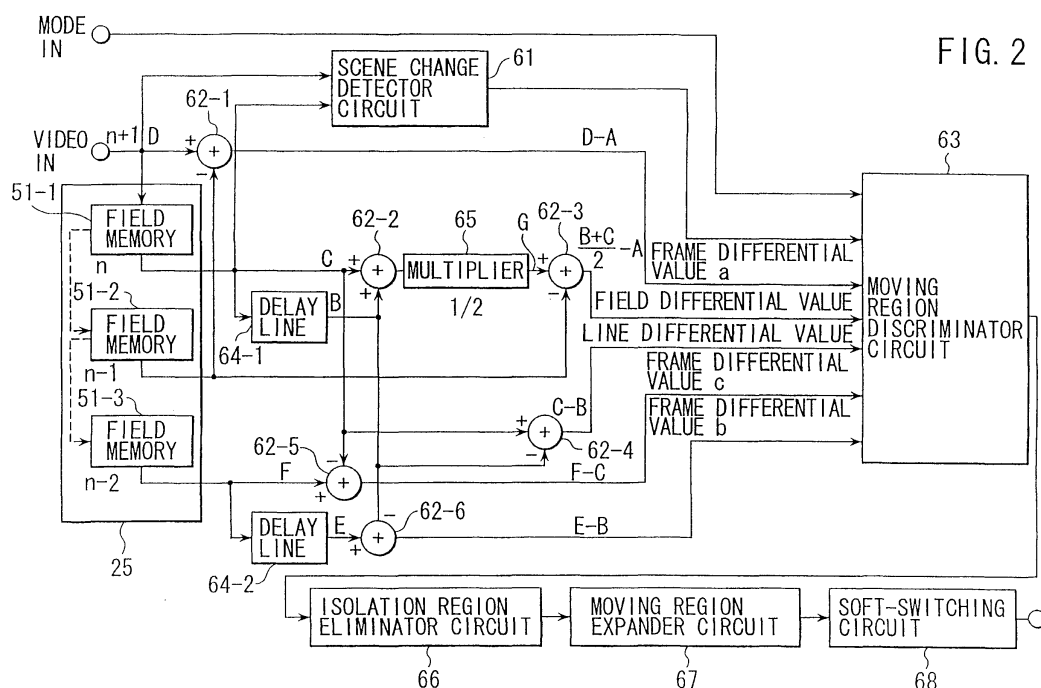 MODE IN
FIG. 2
SCENE CHANGE
DETECTOR
CIRCUIT
61
62-1
VIDEO IN
n+1
D
+
-
D-A
63
51-1
FIELD
MEMORY
n
62-2
65
62-3
C
+
+
MULTIPLIER
1/2
G
+
-
B+C
2
-A
FRAME DIFFERENTIAL
VALUE a
51-2
FIELD
MEMORY
n-1
DELAY
LINE
64-1
B
FIELD DIFFERENTIAL VALUE
LINE DIFFERENTIAL VALUE
MOVING
REGION
DISCRIMINATOR
CIRCUIT
FRAME DIFFERENTIAL
VALUE c
51-3
FIELD
MEMORY
n-2
C-B
+
-
62-4
FRAME DIFFERENTIAL
VALUE b
62-5
F
-
+
F-C
DELAY
LINE
64-2
E
-
+
62-6
E-B
25
ISOLATION REGION
ELIMINATOR CIRCUIT
66
MOVING REGION
EXPANDER CIRCUIT
67
SOFT-SWITCHING
CIRCUIT
68